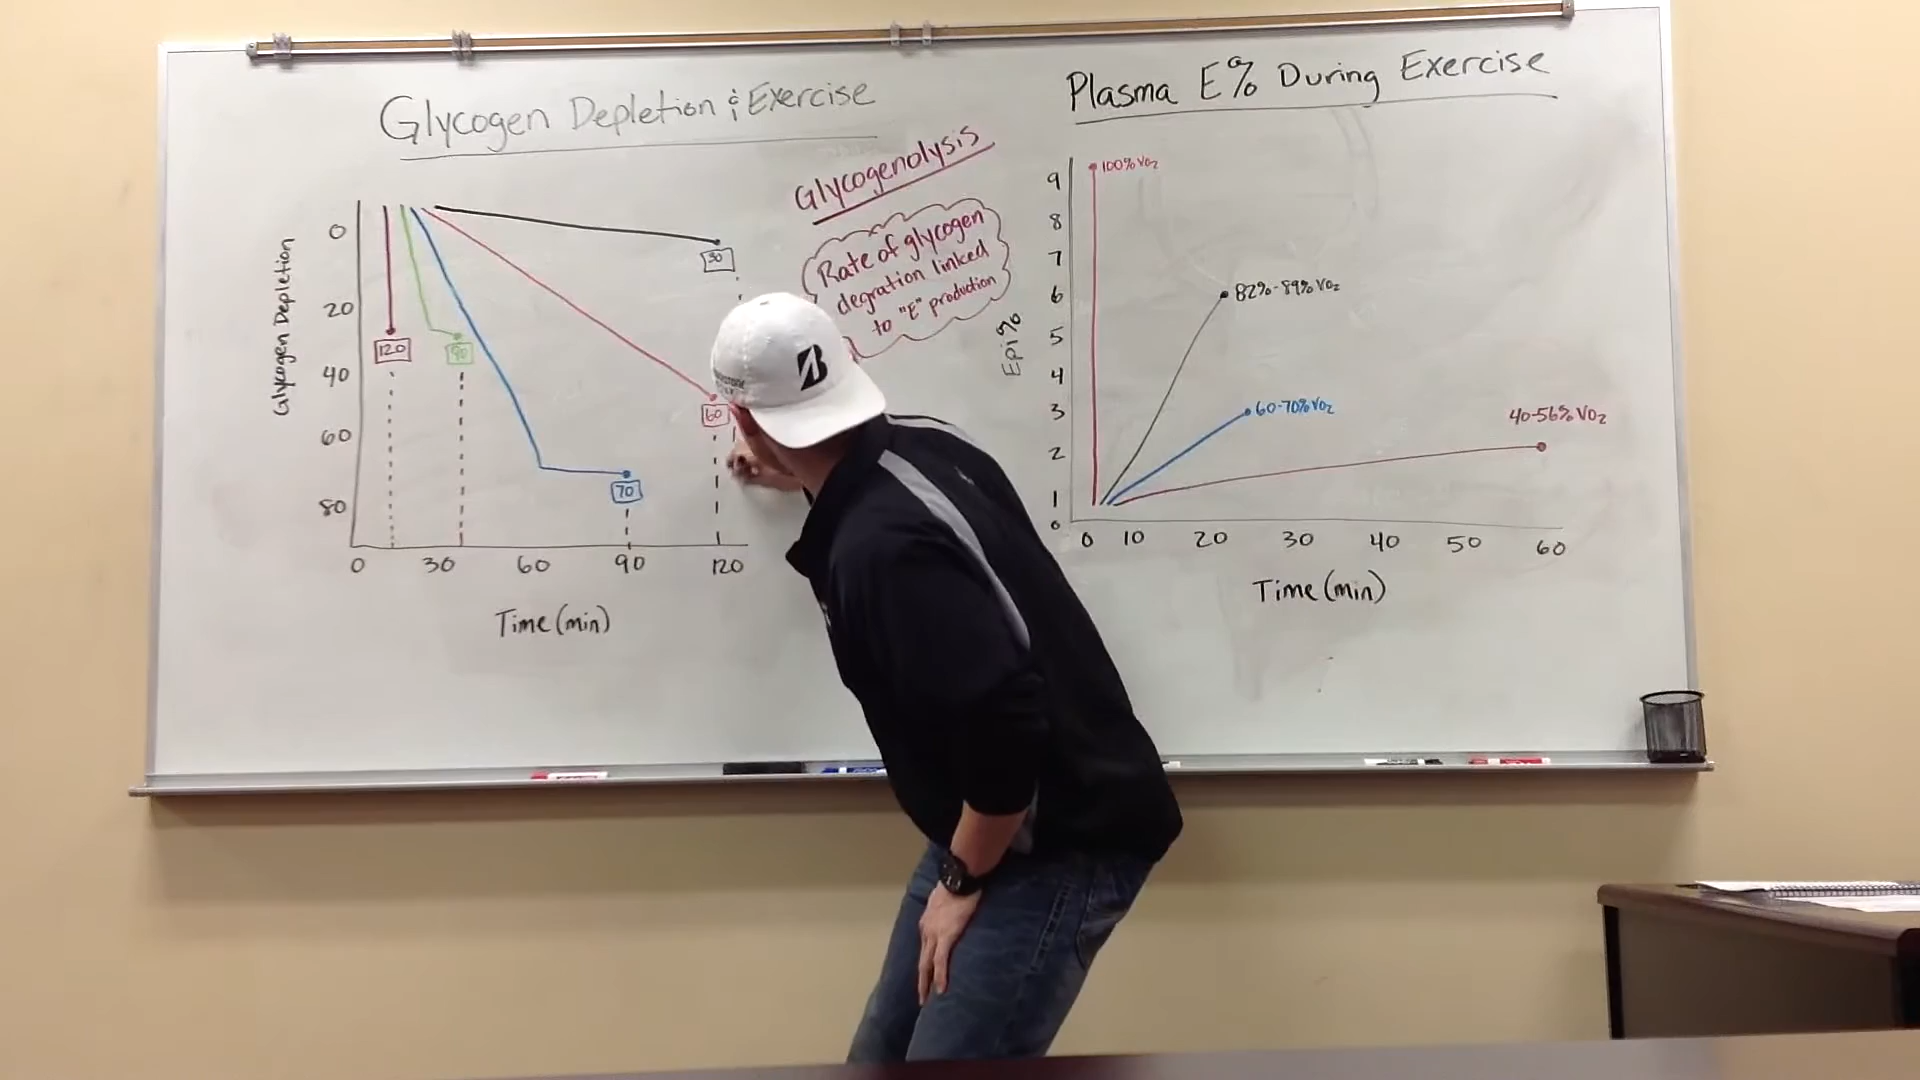 Glycogen Depletion & Exercise
Glycogenolysis
Rate of glycogen
degration linked
to "E" production
Glycogen Depletion
0
20
40
60
80
120
90
70
60
30
0 30 60 90 120
Time (min)
Plasma E% During Exercise
Epi%
9
8
7
6
5
4
3
2
1
0
100% VO2
82%-89% VO2
60-70% VO2
40-56% VO2
0 10 20 30 40 50 60
Time (min)
B